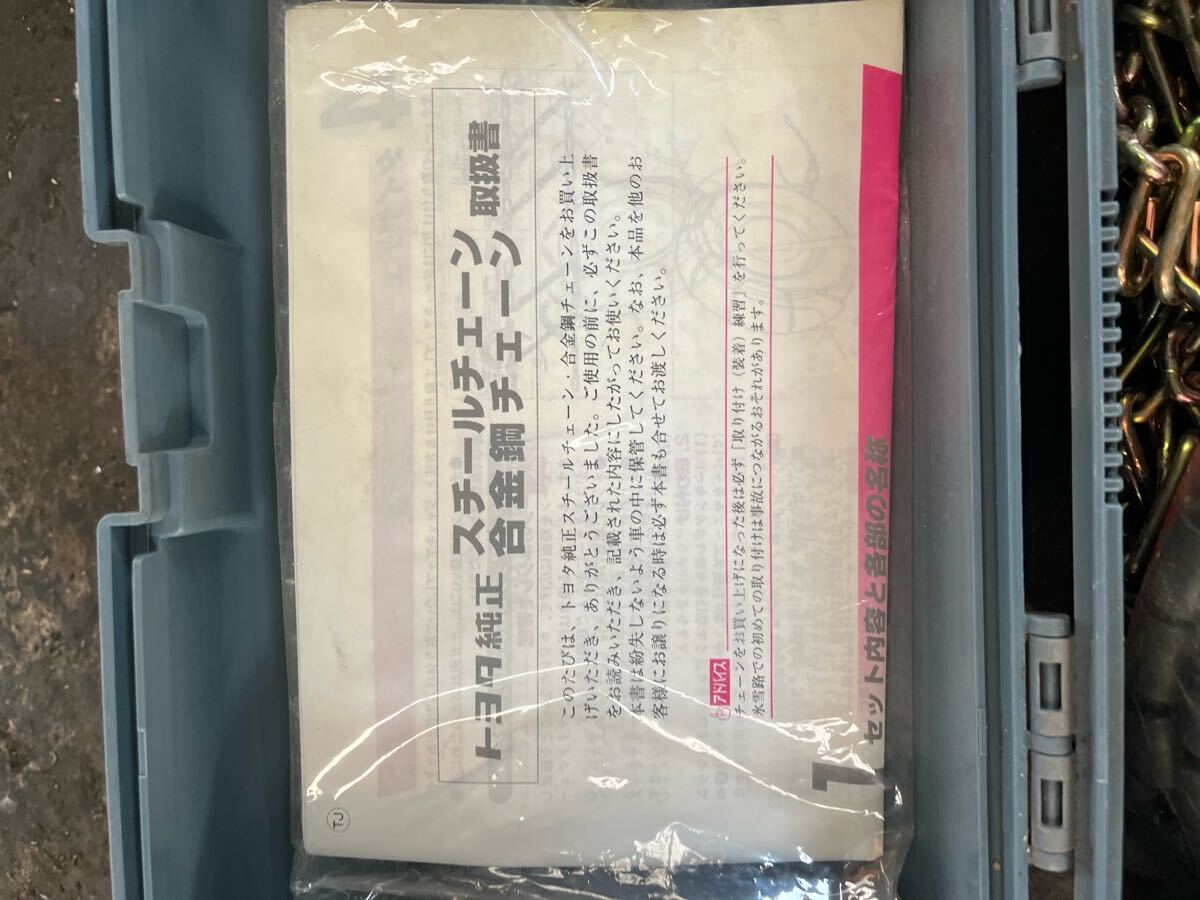 TJ
トヨタ純正 スチールチェーン 取扱書
合金鋼チェーン
このたびは、トヨタ純正スチールチェーン・合金鋼チェーンをお買い上
げいただき、ありがとうございました。ご使用の前に、必ずこの取扱書
をお読みいただき、記載された内容にしたがってお使いください。
本書は紛失しないよう車の中に保管してください。なお、本品を他のお
客様にお譲りになる時は必ず本書も合せてお渡しください。
アドバイス
チェーンをお買い上げになった後は必ず「取り付け（装着）練習」を行ってください。
氷雪路での初めての取り付けは事故につながるおそれがあります。
1 セット内容と各部の名称